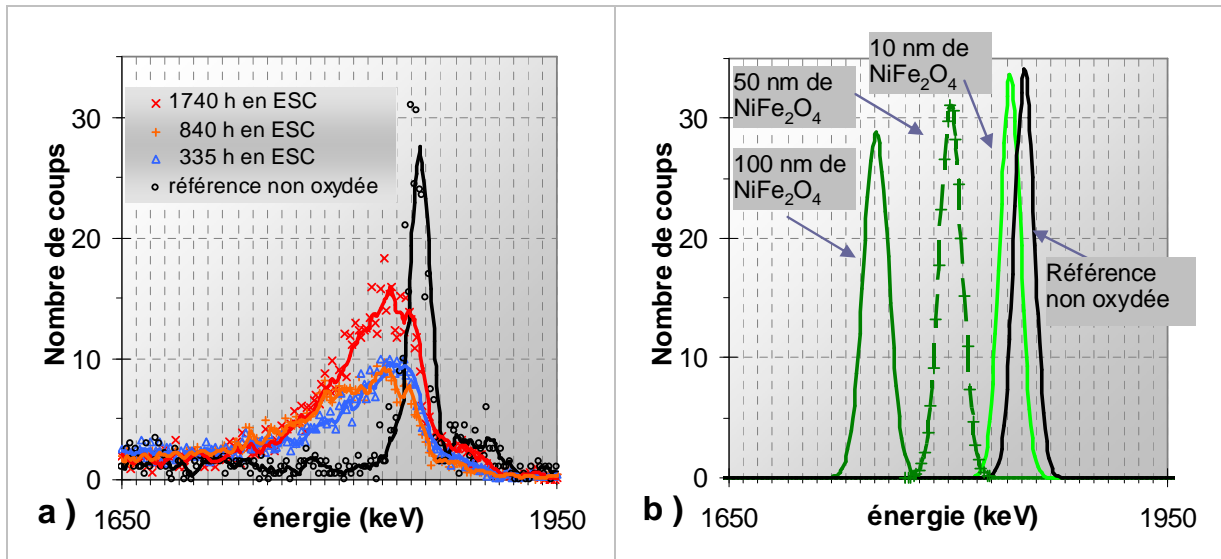 30
20
10
0
Nombre de coups
× 1740 h en ESC
+ 840 h en ESC
△ 335 h en ESC
○ référence non oxydée
a )
1650
énergie (keV)
1950
30
20
10
0
Nombre de coups
10 nm de
NiFe₂O₄
50 nm de
NiFe₂O₄
100 nm de
NiFe₂O₄
Référence
non oxydée
b )
1650
énergie (keV)
1950